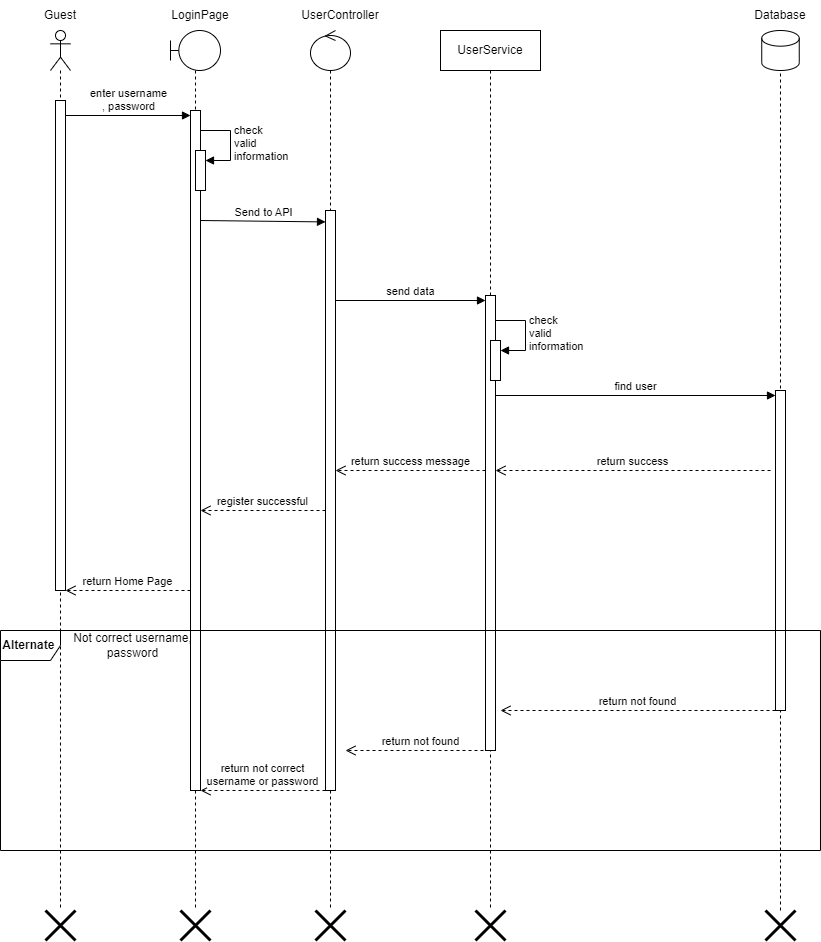 Guest
LoginPage
UserController
UserService
Database
enter username
, password
check
valid
information
Send to API
send data
check
valid
information
find user
return success message
return success
register successful
return Home Page
Alternate
Not correct username,
password
return not found
return not found
return not correct
username or password